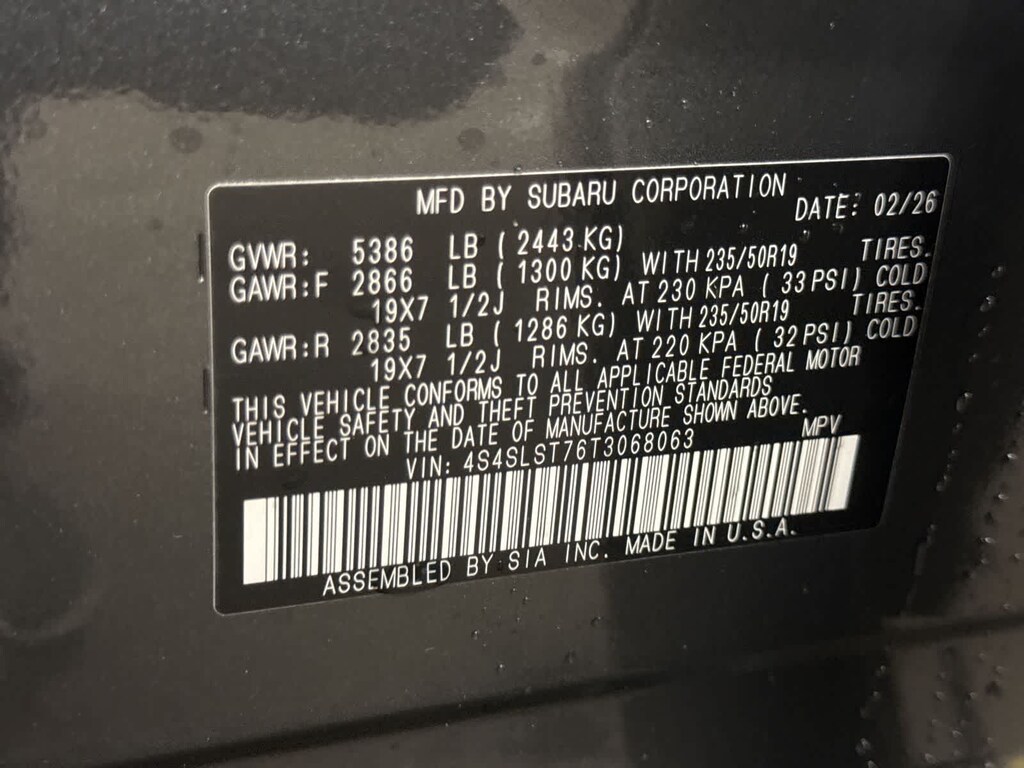 MFD BY SUBARU CORPORATION DATE: 02/26
GVWR: 5386 LB ( 2443 KG)
GAWR:F 2866 LB ( 1300 KG) WITH 235/50R19 TIRES.
19X7 1/2J RIMS. AT 230 KPA ( 33 PSI) COLD
GAWR:R 2835 LB ( 1286 KG) WITH 235/50R19 TIRES.
19X7 1/2J RIMS. AT 220 KPA ( 32 PSI) COLD
THIS VEHICLE CONFORMS TO ALL APPLICABLE FEDERAL MOTOR
VEHICLE SAFETY AND THEFT PREVENTION STANDARDS
IN EFFECT ON THE DATE OF MANUFACTURE SHOWN ABOVE.
VIN: 4S4SLST76T3068063 MPV
ASSEMBLED BY SIA INC. MADE IN U.S.A.